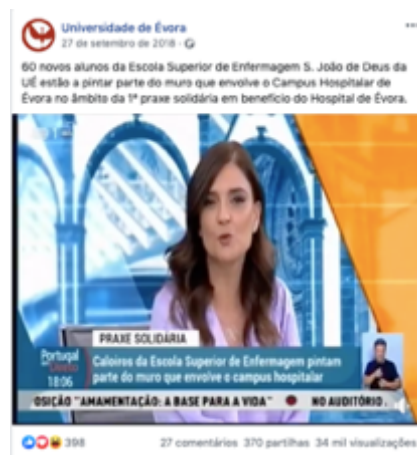 Universidade de Évora
27 de setembro de 2018
60 novos alunos da Escola Superior de Enfermagem S. João de Deus da
UÉ estão a pintar parte do muro que envolve o Campus Hospitalar de
Évora no âmbito da 1ª praxe solidária em benefício do Hospital de Évora.
PRAXE SOLIDÁRIA
Portugal
Direto
18:06
Caloiros da Escola Superior de Enfermagem pintam
parte do muro que envolve o campus hospitalar
OSIÇÃO "AMAMENTAÇÃO: A BASE PARA A VIDA" NO AUDITÓRIO
398 27 comentários 370 partilhas 34 mil visualizações